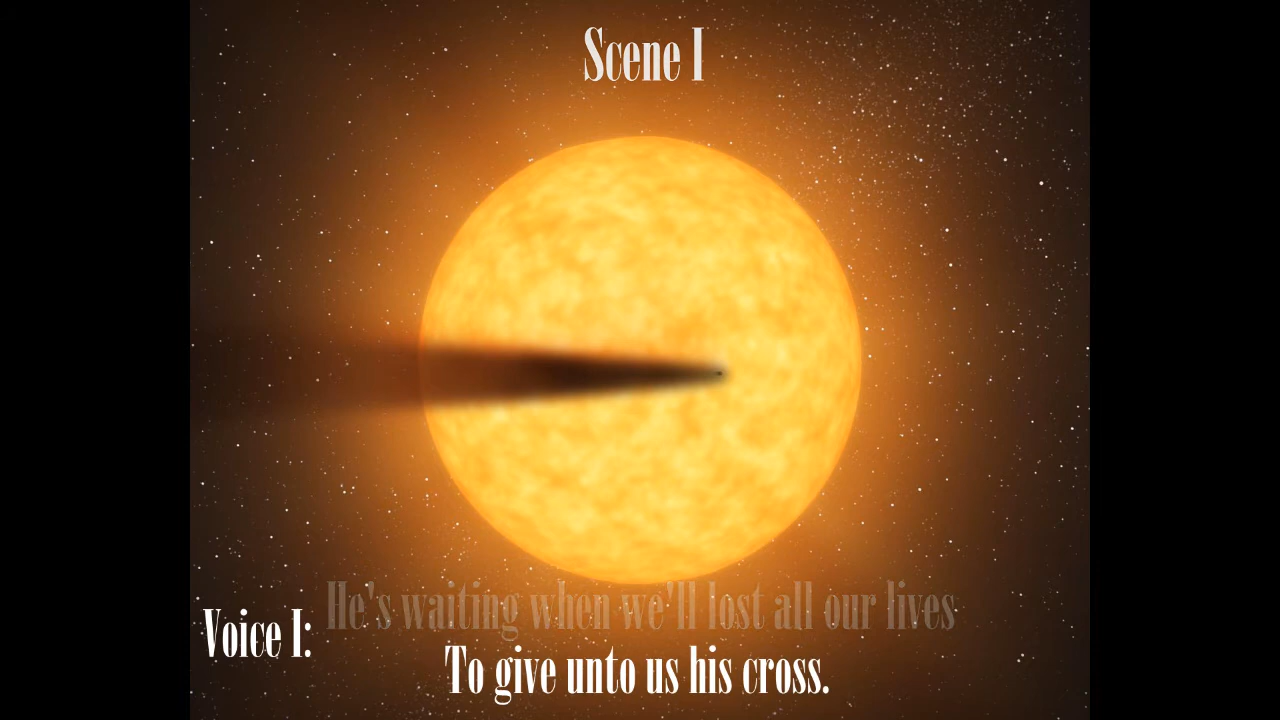 Scene I
He's waiting when we'll lost all our lives
Voice I:
To give unto us his cross.